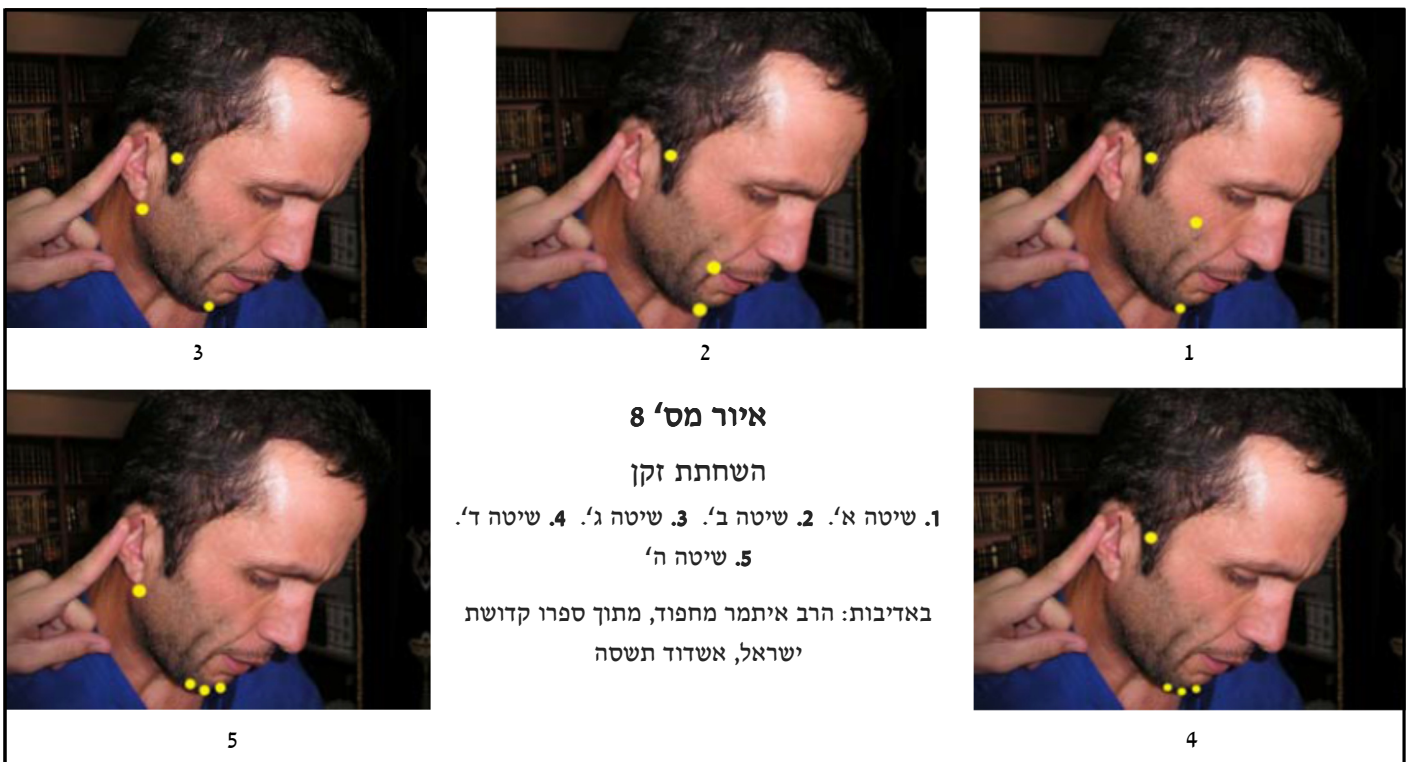 1
2
3
איור מס‘ 8
השחתת זקן
1. שיטה א‘. 2. שיטה ב‘. 3. שיטה ג‘. 4. שיטה ד‘.
5. שיטה ה‘
באדיבות: הרב איתמר מחפוד, מתוך ספרו קדושת
ישראל, אשדוד תשסה
4
5